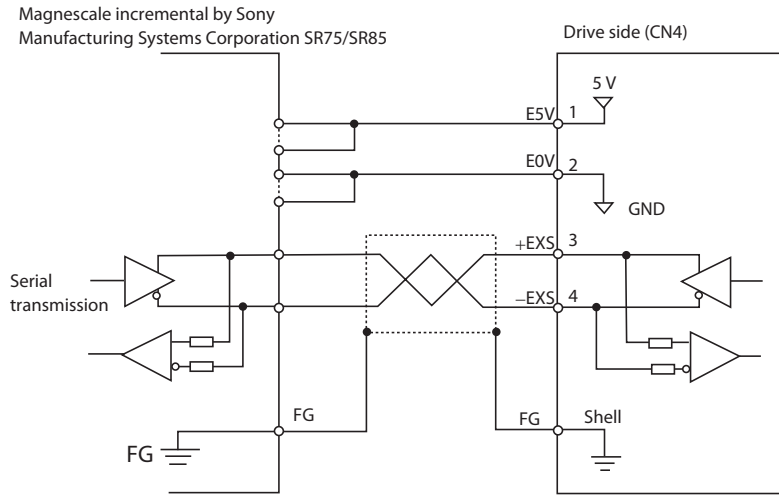 Magnescale incremental by Sony
Manufacturing Systems Corporation SR75/SR85
Drive side (CN4)
5 V
E5V 1
E0V 2
GND
+EXS 3
Serial
transmission
−EXS 4
FG
FG
Shell
FG